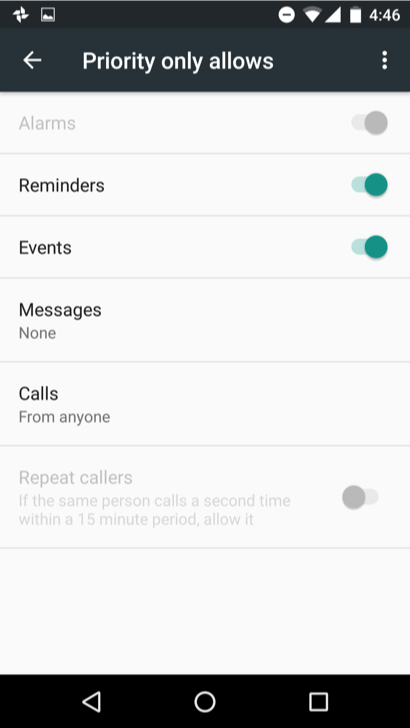 4:46
Priority only allows
Alarms
Reminders
Events
Messages
None
Calls
From anyone
Repeat callers
If the same person calls a second time
within a 15 minute period, allow it